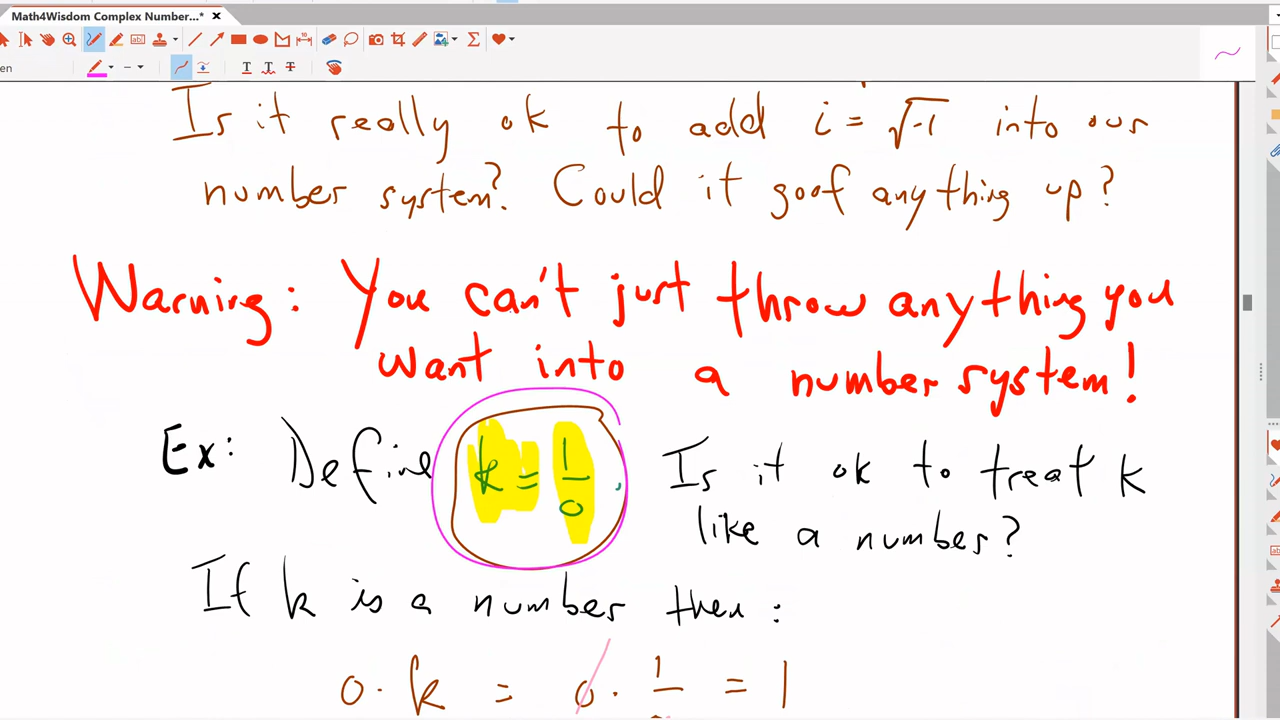 Math4Wisdom Complex Number...*
en
Is it really ok to add i = √-1 into our
number system? Could it goof anything up?
Warning: You can't just throw anything you
want into a number system!
Ex: Define k = 1/0. Is it ok to treat k
like a number?
If k is a number then:
0 · k = 0 · 1/0 = 1